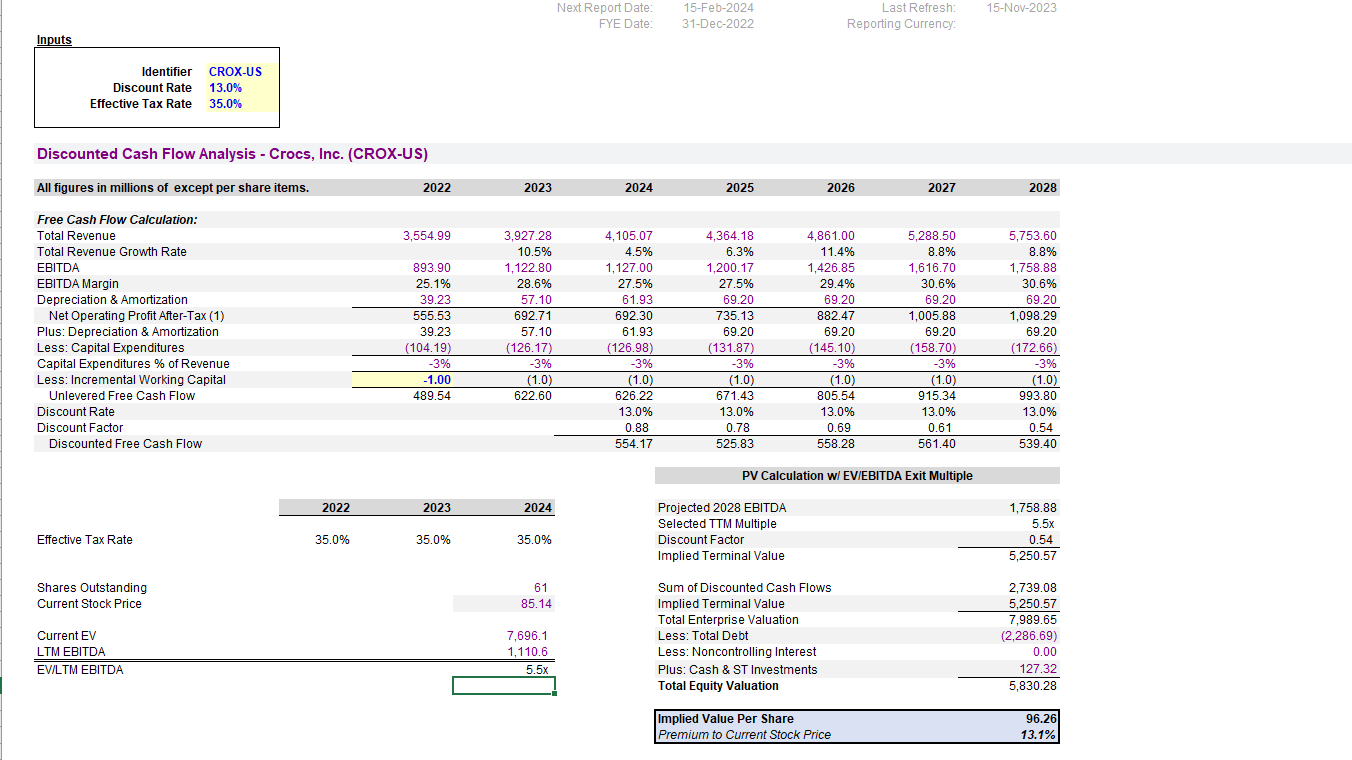 Next Report Date: 15-Feb-2024 Last Refresh: 15-Nov-2023
FYE Date: 31-Dec-2022 Reporting Currency:
Inputs
Identifier CROX-US
Discount Rate 13.0%
Effective Tax Rate 35.0%
Discounted Cash Flow Analysis - Crocs, Inc. (CROX-US)
All figures in millions of except per share items. 2022 2023 2024 2025 2026 2027 2028
Free Cash Flow Calculation:
Total Revenue 3,554.99 3,927.28 4,105.07 4,364.18 4,861.00 5,288.50 5,753.60
Total Revenue Growth Rate 10.5% 4.5% 6.3% 11.4% 8.8% 8.8%
EBITDA 893.90 1,122.80 1,127.00 1,200.17 1,426.85 1,616.70 1,758.88
EBITDA Margin 25.1% 28.6% 27.5% 27.5% 29.4% 30.6% 30.6%
Depreciation & Amortization 39.23 57.10 61.93 69.20 69.20 69.20 69.20
Net Operating Profit After-Tax (1) 555.53 692.71 692.30 735.13 882.47 1,005.88 1,098.29
Plus: Depreciation & Amortization 39.23 57.10 61.93 69.20 69.20 69.20 69.20
Less: Capital Expenditures (104.19) (126.17) (126.98) (131.87) (145.10) (158.70) (172.66)
Capital Expenditures % of Revenue -3% -3% -3% -3% -3% -3% -3%
Less: Incremental Working Capital -1.00 (1.0) (1.0) (1.0) (1.0) (1.0) (1.0)
Unlevered Free Cash Flow 489.54 622.60 626.22 671.43 805.54 915.34 993.80
Discount Rate 13.0% 13.0% 13.0% 13.0% 13.0%
Discount Factor 0.88 0.78 0.69 0.61 0.54
Discounted Free Cash Flow 554.17 525.83 558.28 561.40 539.40
PV Calculation w/ EV/EBITDA Exit Multiple
2022 2023 2024
Projected 2028 EBITDA 1,758.88
Selected TTM Multiple 5.5x
Effective Tax Rate 35.0% 35.0% 35.0%
Discount Factor 0.54
Implied Terminal Value 5,250.57
Shares Outstanding 61
Sum of Discounted Cash Flows 2,739.08
Current Stock Price 85.14
Implied Terminal Value 5,250.57
Total Enterprise Valuation 7,989.65
Current EV 7,696.1
Less: Total Debt (2,286.69)
LTM EBITDA 1,110.6
Less: Noncontrolling Interest 0.00
EV/LTM EBITDA 5.5x
Plus: Cash & ST Investments 127.32
Total Equity Valuation 5,830.28
Implied Value Per Share 96.26
Premium to Current Stock Price 13.1%